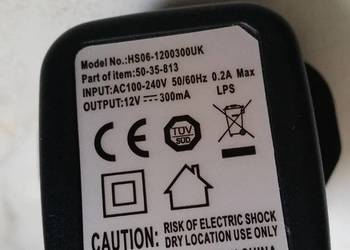 Model No.:HS06-1200300UK
Part of item:50-35-813
INPUT:AC100-240V 50/60Hz 0.2A Max
OUTPUT:12V⎓300mA LPS
CE
TÜV
SÜD
CAUTION: RISK OF ELECTRIC SHOCK
DRY LOCATION USE ONLY